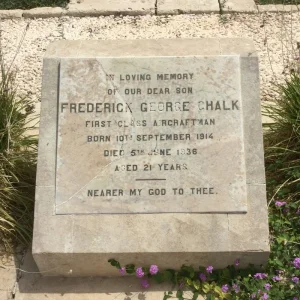 IN LOVING MEMORY
OF OUR DEAR SON
FREDERICK GEORGE CHALK
FIRST CLASS AIRCRAFTMAN
BORN 10TH SEPTEMBER 1914
DIED 5TH JUNE 1936
AGED 21 YEARS
NEARER MY GOD TO THEE.